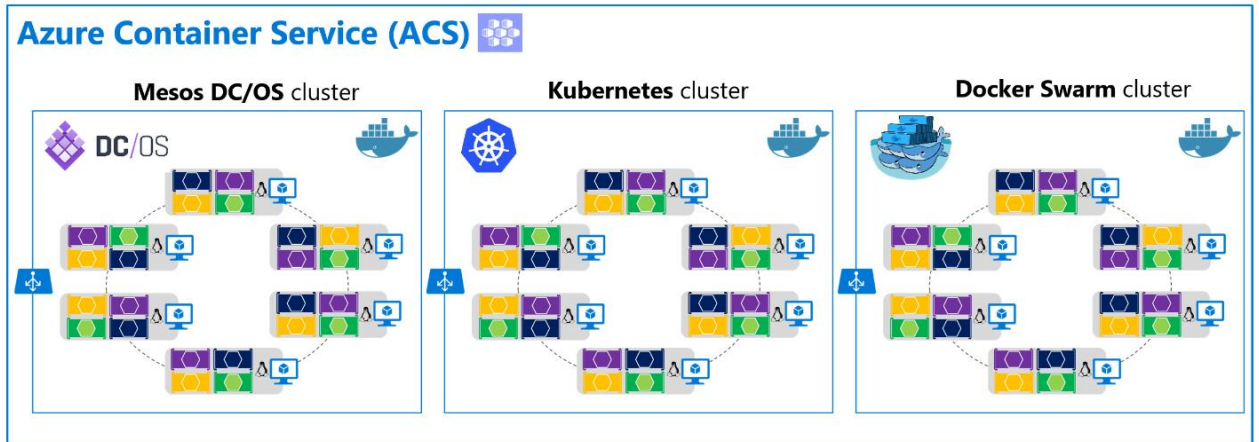 Azure Container Service (ACS)
Mesos DC/OS cluster
Kubernetes cluster
Docker Swarm cluster
DC/OS